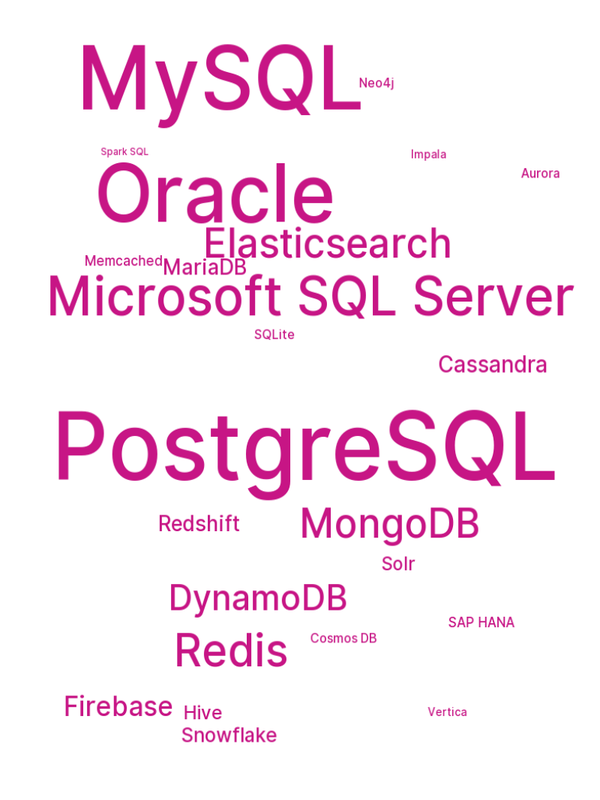 MySQL
Neo4j
Spark SQL
Impala
Aurora
Oracle
Elasticsearch
Memcached
MariaDB
Microsoft SQL Server
SQLite
Cassandra
PostgreSQL
Redshift
MongoDB
Solr
DynamoDB
SAP HANA
Redis
Cosmos DB
Firebase
Hive
Vertica
Snowflake